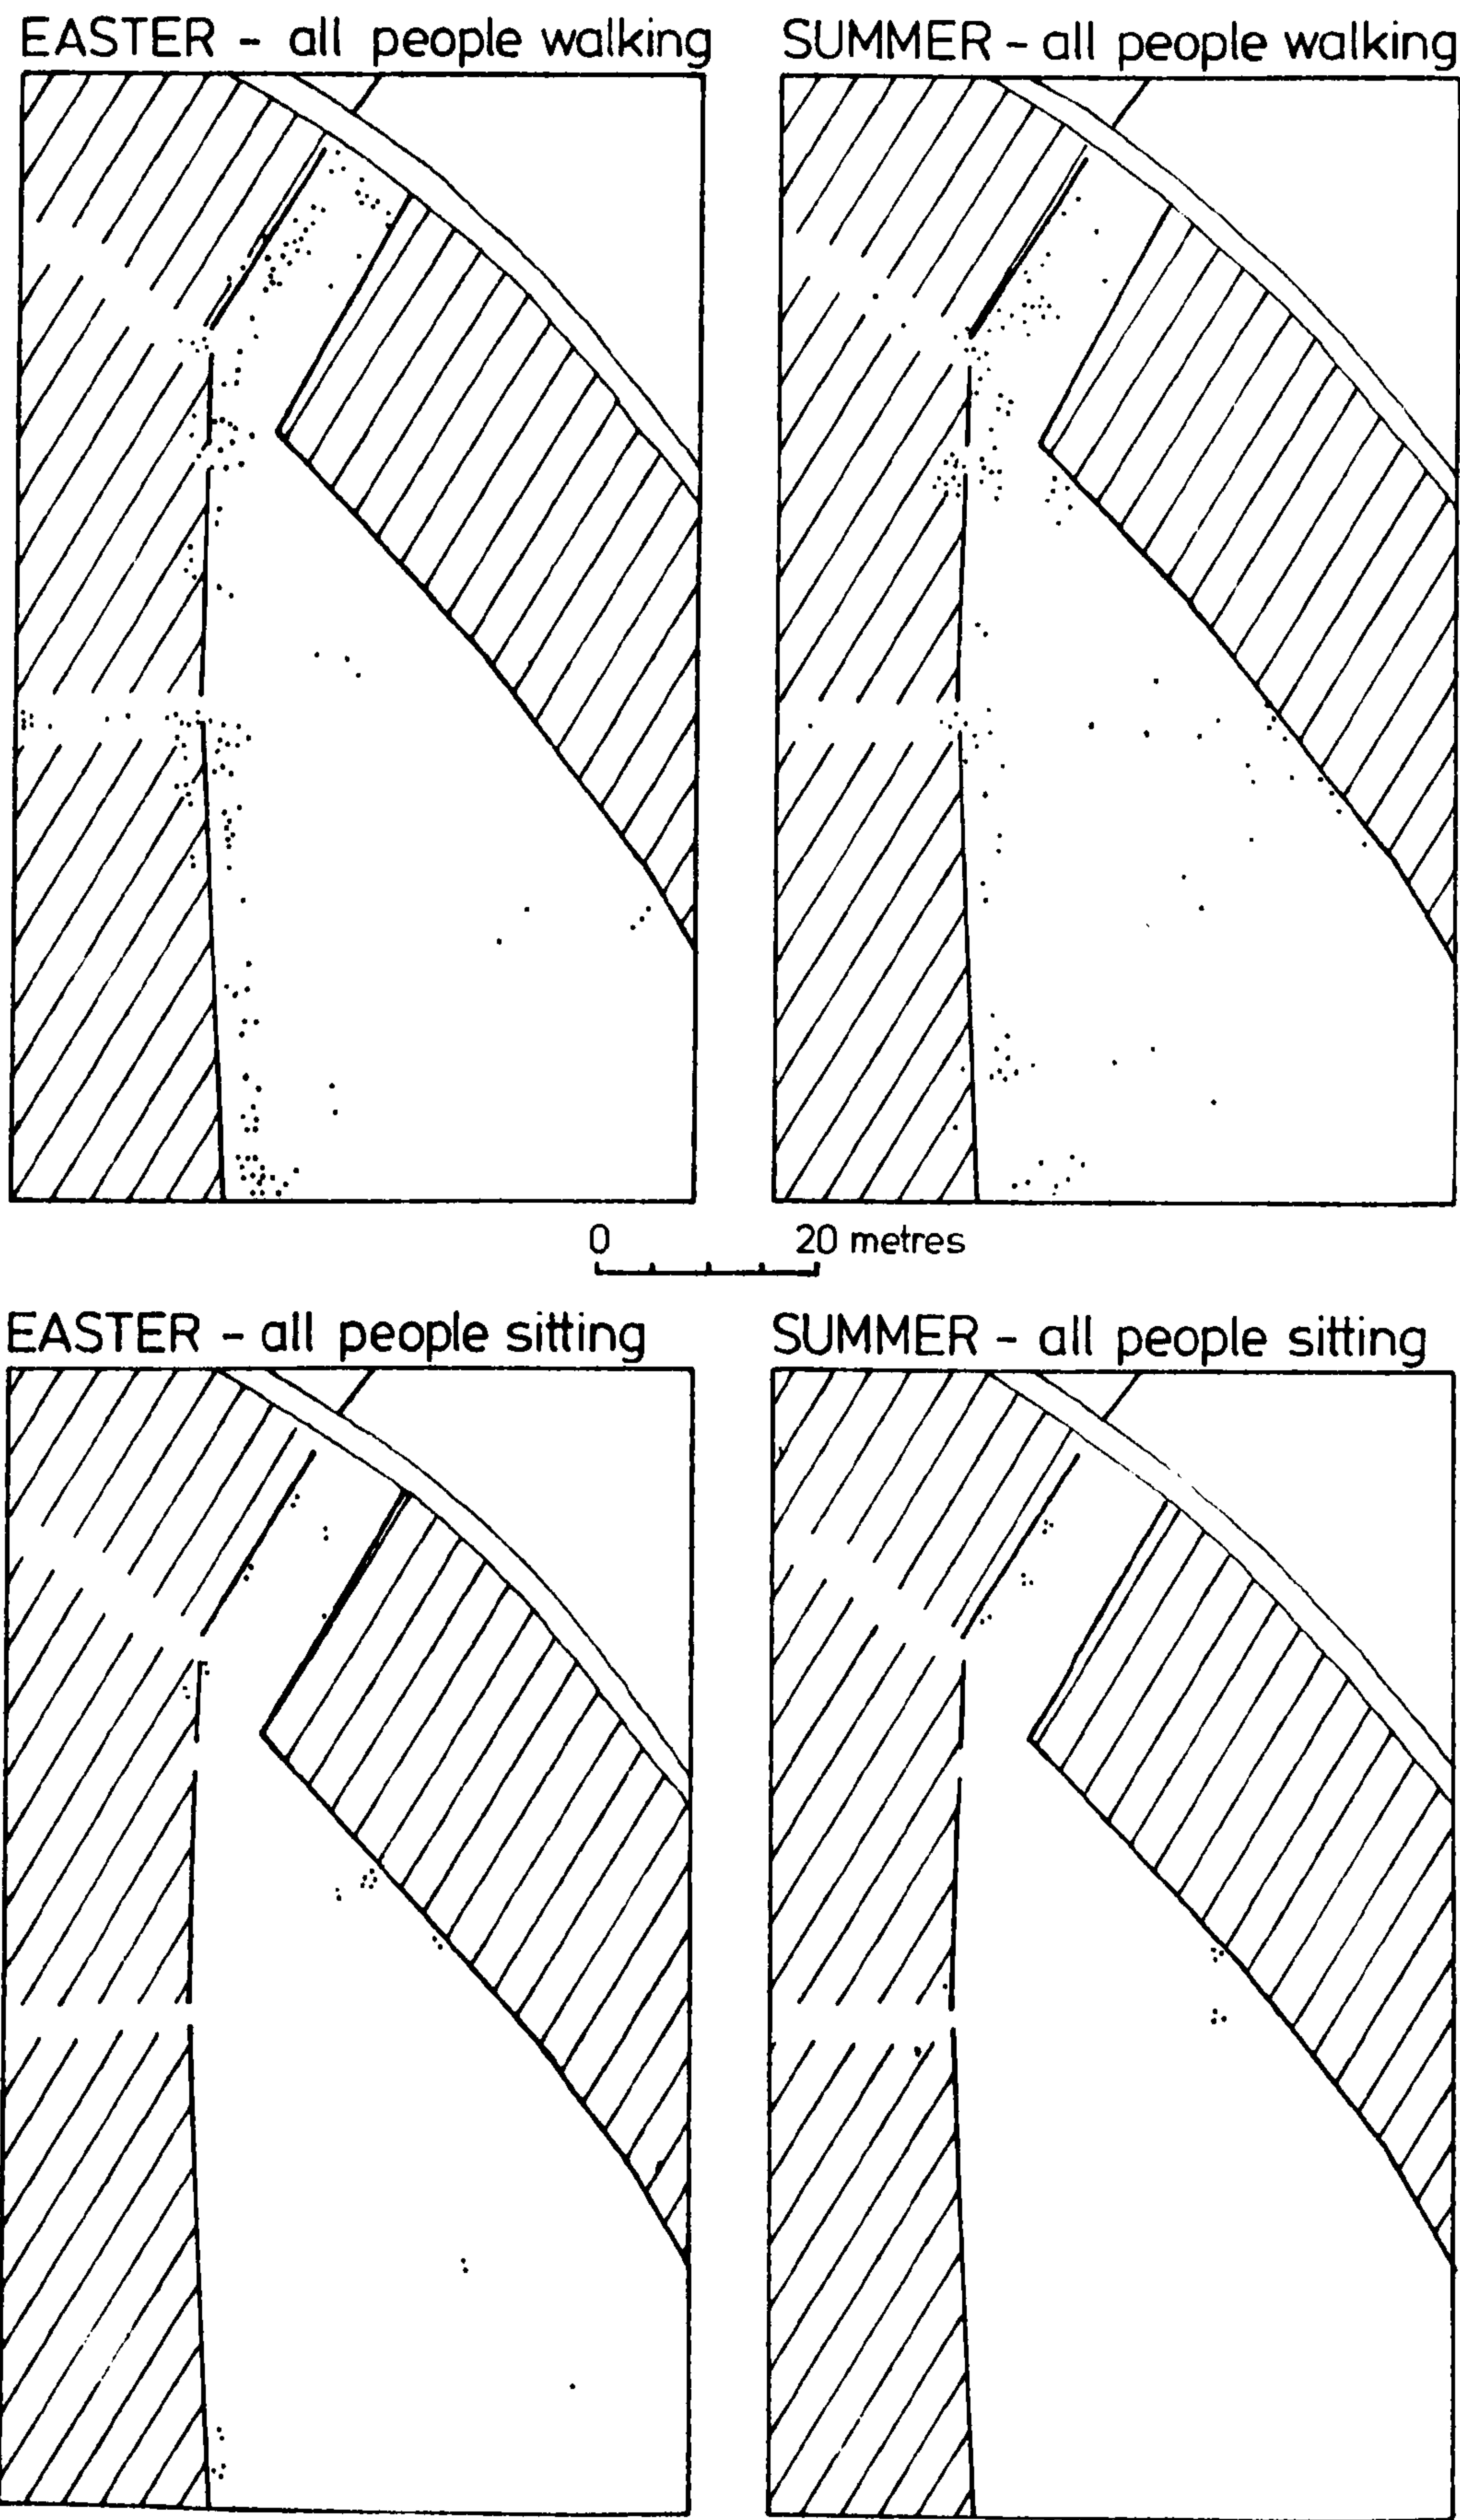 EASTER - all people walking
SUMMER - all people walking
0 20 metres
EASTER - all people sitting
SUMMER - all people sitting